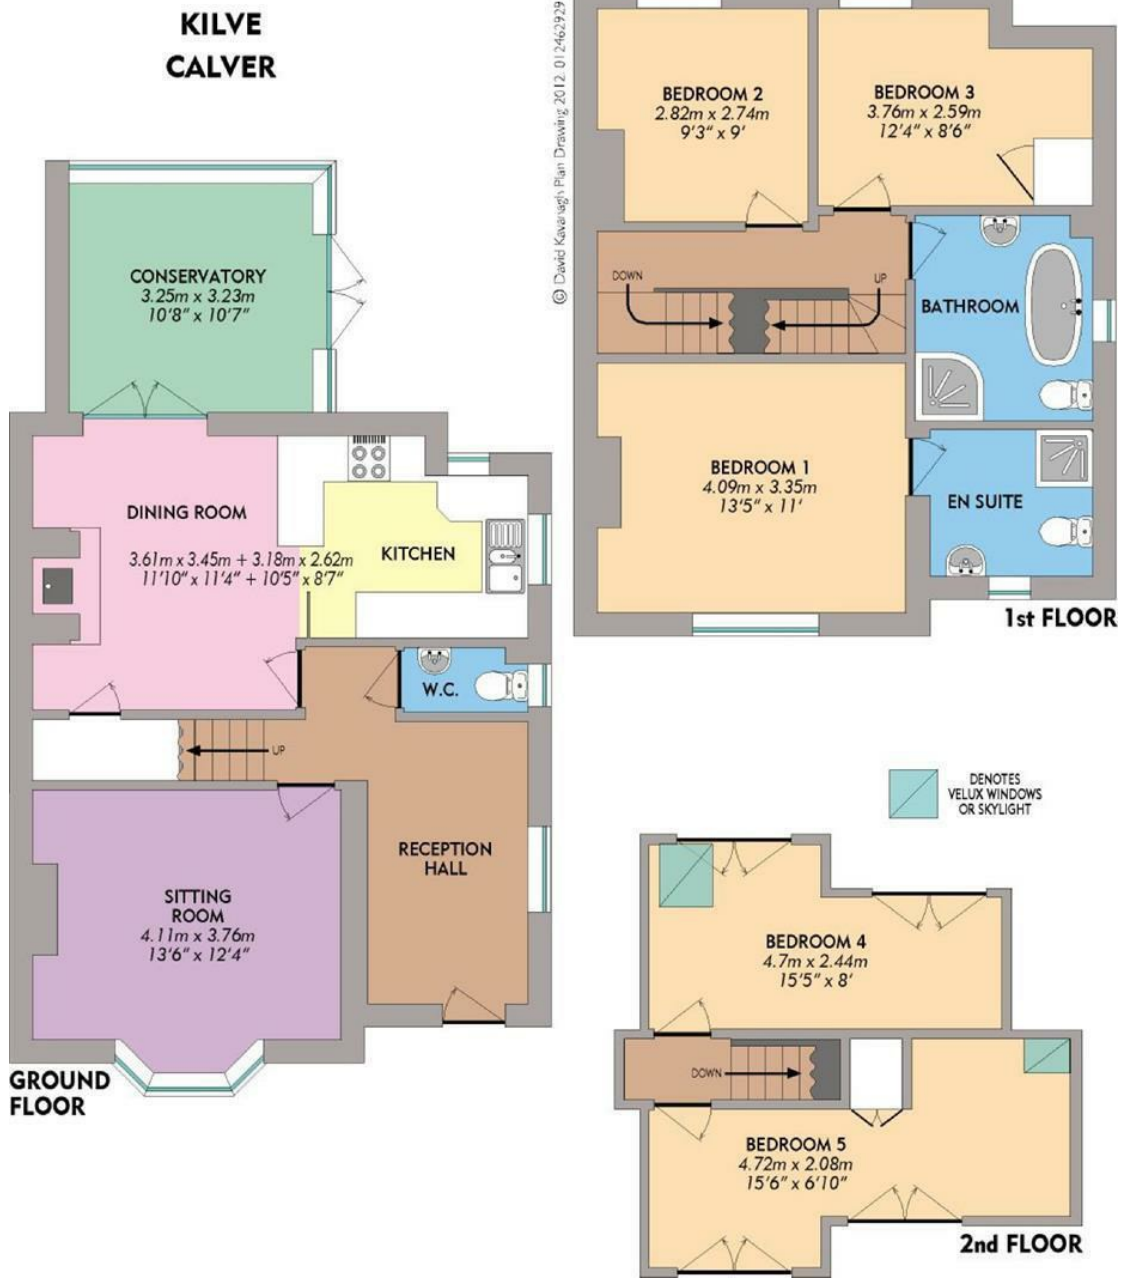 KILVE
CALVER
© David Kavanagh Plan Drawing 2012. 012462929
CONSERVATORY
3.25m x 3.23m
10'8" x 10'7"
DINING ROOM
3.61m x 3.45m + 3.18m x 2.62m
11'10" x 11'4" + 10'5" x 8'7"
KITCHEN
W.C.
UP
RECEPTION
HALL
SITTING
ROOM
4.11m x 3.76m
13'6" x 12'4"
GROUND
FLOOR
BEDROOM 2
2.82m x 2.74m
9'3" x 9'
BEDROOM 3
3.76m x 2.59m
12'4" x 8'6"
DOWN
UP
BATHROOM
BEDROOM 1
4.09m x 3.35m
13'5" x 11'
EN SUITE
1st FLOOR
DENOTES
VELUX WINDOWS
OR SKYLIGHT
BEDROOM 4
4.7m x 2.44m
15'5" x 8'
DOWN
BEDROOM 5
4.72m x 2.08m
15'6" x 6'10"
2nd FLOOR